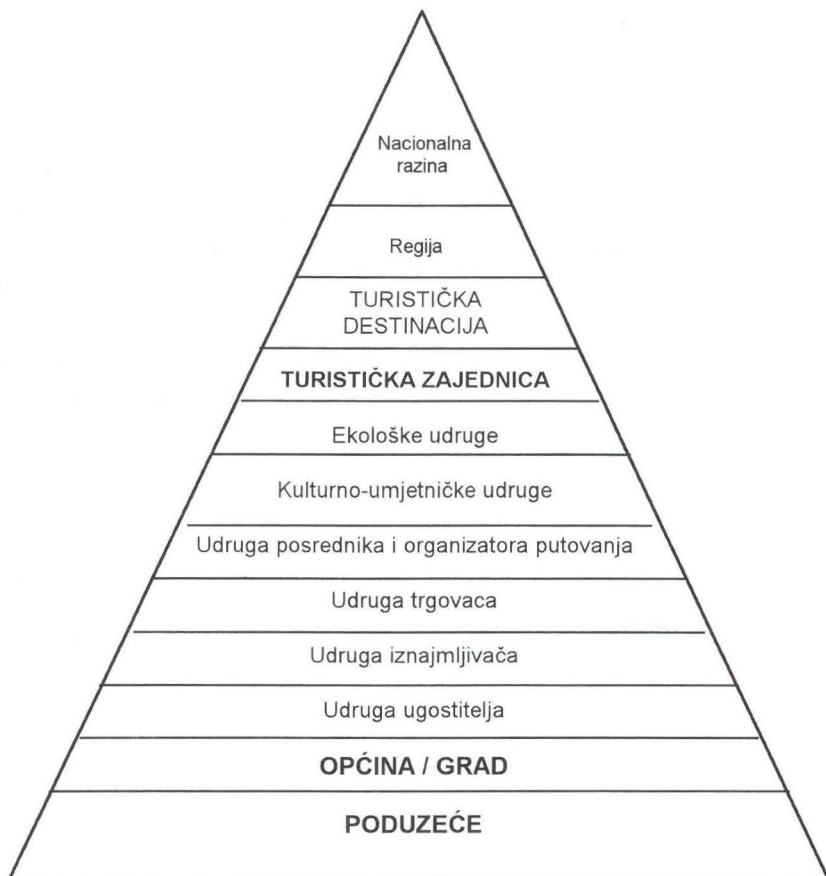 Nacionalna
razina
Regija
TURISTIČKA
DESTINACIJA
TURISTIČKA ZAJEDNICA
Ekološke udruge
Kulturno-umjetničke udruge
Udruga posrednika i organizatora putovanja
Udruga trgovaca
Udruga iznajmljivača
Udruga ugostitelja
OPĆINA / GRAD
PODUZEĆE